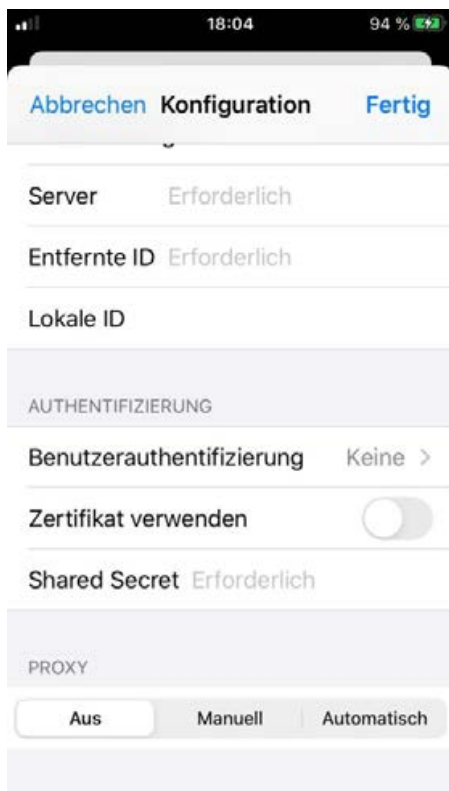 18:04 94 %
Abbrechen Konfiguration Fertig
Server Erforderlich
Entfernte ID Erforderlich
Lokale ID
AUTHENTIFIZIERUNG
Benutzerauthentifizierung Keine >
Zertifikat verwenden
Shared Secret Erforderlich
PROXY
Aus Manuell Automatisch